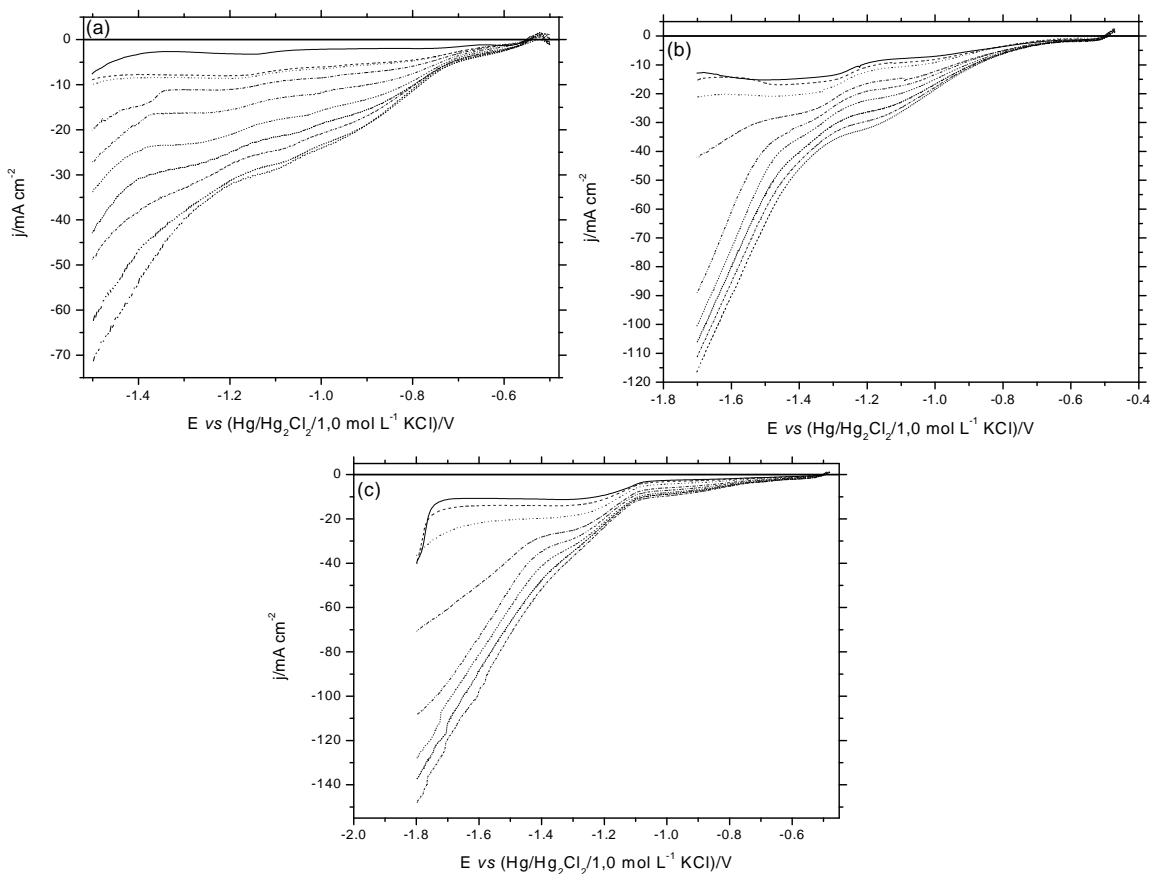 (a)
0
-10
-20
-30
-40
-50
-60
-70
j/mA cm⁻²
-1.4 -1.2 -1.0 -0.8 -0.6
E vs (Hg/Hg₂Cl₂/1,0 mol L⁻¹ KCl)/V
(b)
0
-10
-20
-30
-40
-50
-60
-70
-80
-90
-100
-110
-120
j/mA cm⁻²
-1.8 -1.6 -1.4 -1.2 -1.0 -0.8 -0.6 -0.4
E vs (Hg/Hg₂Cl₂/1,0 mol L⁻¹ KCl)/V
(c)
0
-20
-40
-60
-80
-100
-120
-140
j/mA cm⁻²
-2.0 -1.8 -1.6 -1.4 -1.2 -1.0 -0.8 -0.6
E vs (Hg/Hg₂Cl₂/1,0 mol L⁻¹ KCl)/V